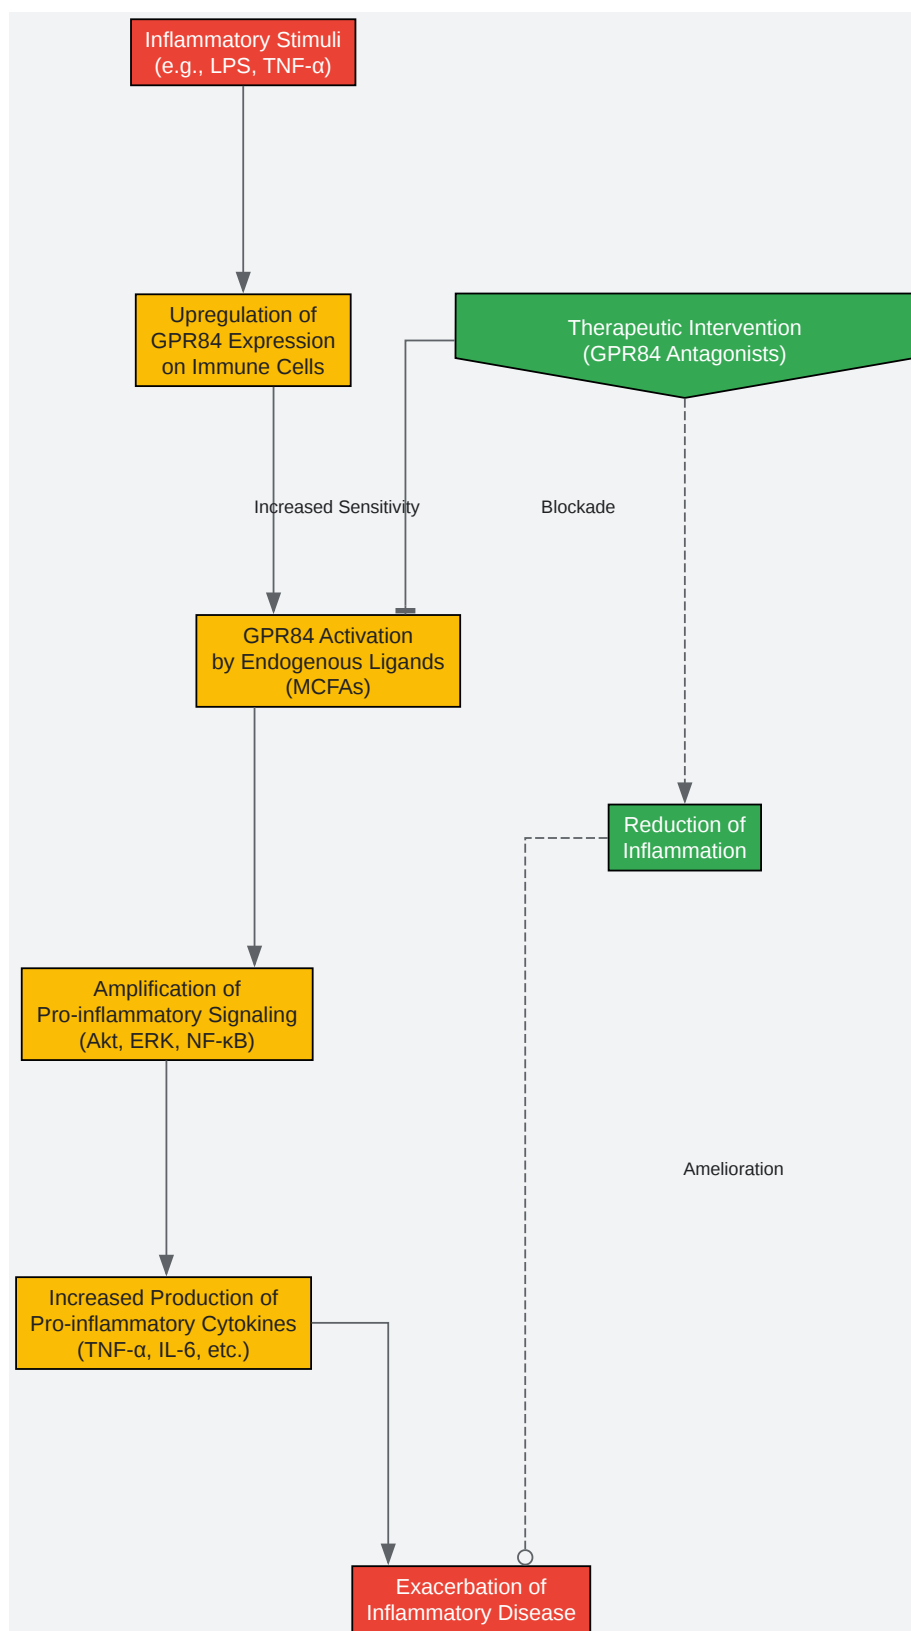 Inflammatory Stimuli
(e.g., LPS, TNF-α)
Upregulation of
GPR84 Expression
on Immune Cells
Therapeutic Intervention
(GPR84 Antagonists)
Increased Sensitivity
Blockade
GPR84 Activation
by Endogenous Ligands
(MCFAs)
Reduction of
Inflammation
Amplification of
Pro-inflammatory Signaling
(Akt, ERK, NF-κB)
Amelioration
Increased Production of
Pro-inflammatory Cytokines
(TNF-α, IL-6, etc.)
Exacerbation of
Inflammatory Disease